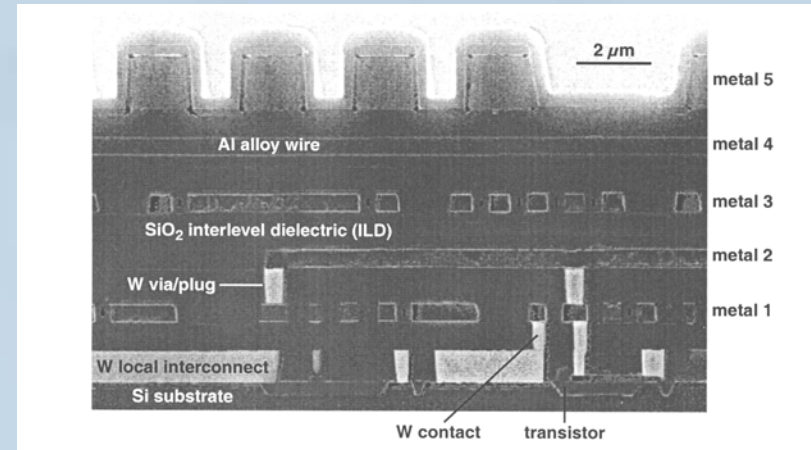 2 µm
metal 5
Al alloy wire
metal 4
metal 3
SiO₂ interlevel dielectric (ILD)
metal 2
W via/plug
metal 1
W local interconnect
Si substrate
W contact
transistor